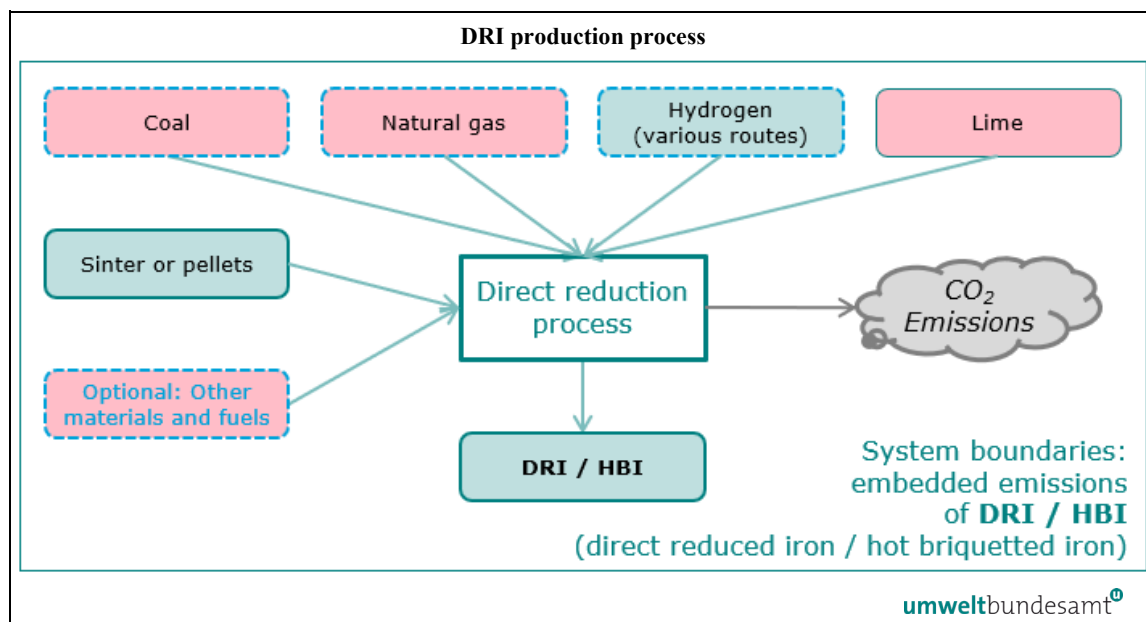 DRI production process
Coal
Natural gas
Hydrogen
(various routes)
Lime
Sinter or pellets
Direct reduction
process
CO₂
Emissions
Optional: Other
materials and fuels
DRI / HBI
System boundaries:
embedded emissions
of DRI / HBI
(direct reduced iron / hot briquetted iron)
umweltbundesamt
u